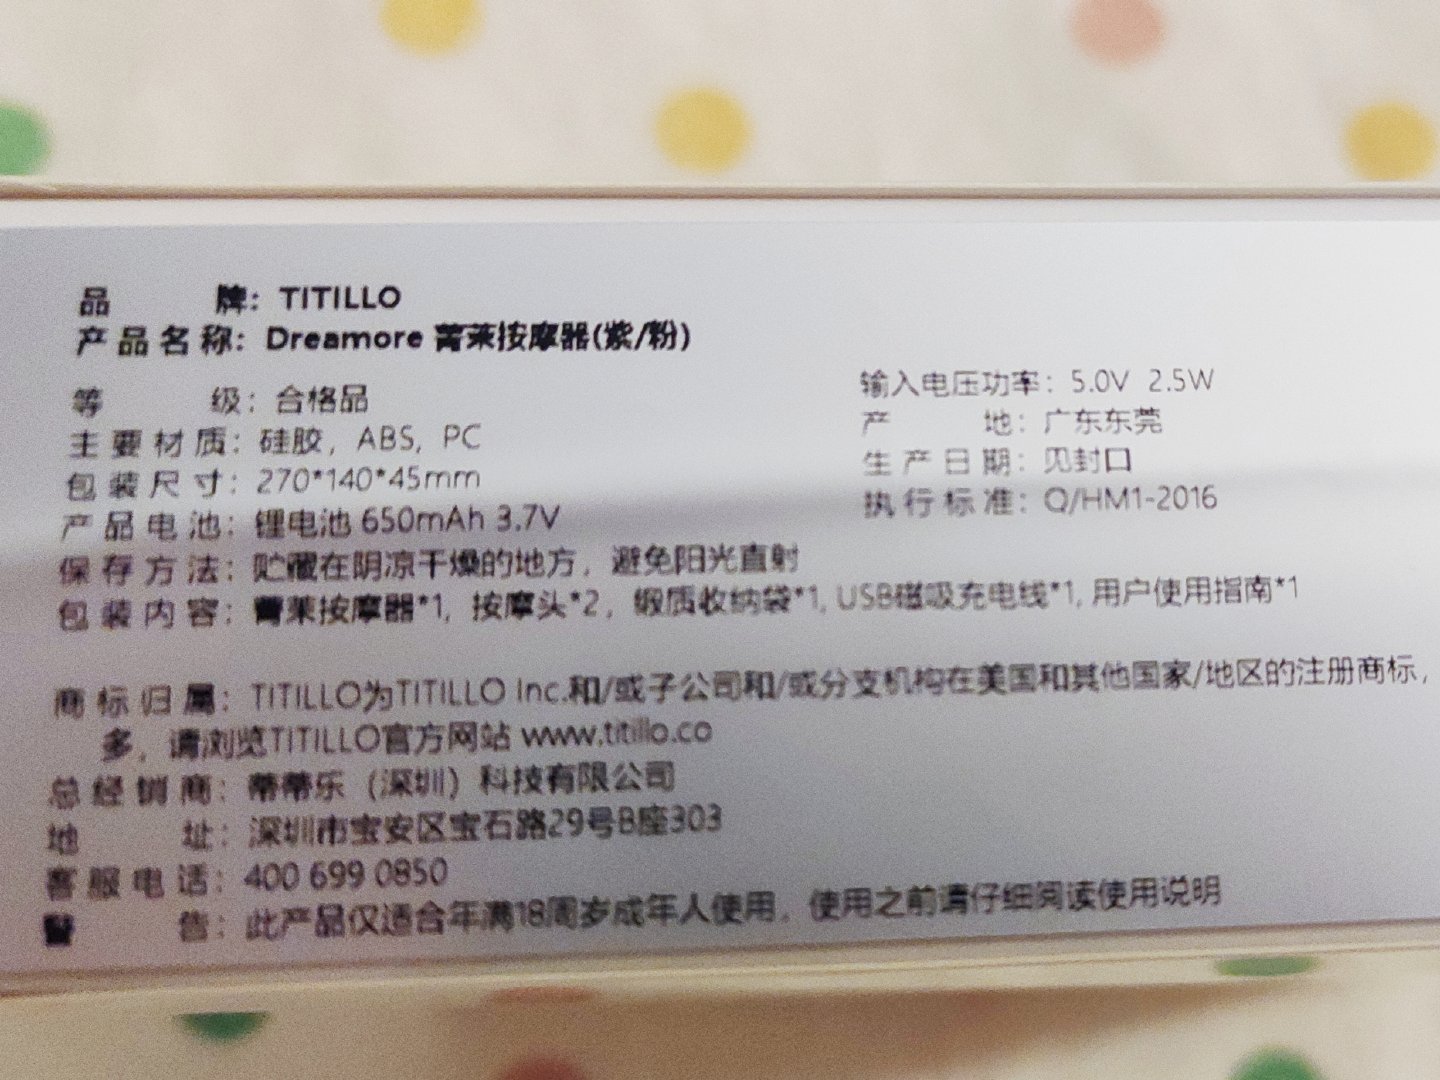 品 牌：TITILLO
产品名称：Dreamore 菁莱按摩器(紫/粉)
等 级：合格品
主要材质：硅胶，ABS，PC
包装尺寸：270*140*45mm
产品电池：锂电池 650mAh 3.7V
保存方法：贮藏在阴凉干燥的地方，避免阳光直射
包装内容：菁莱按摩器*1，按摩头*2，缎质收纳袋*1, USB磁吸充电线*1, 用户使用指南*1
输入电压功率：5.0V 2.5W
产 地：广东东莞
生产日期：见封口
执行标准：Q/HM1-2016
商标归属：TITILLO为TITILLO Inc.和/或子公司和/或分支机构在美国和其他国家/地区的注册商标，
多，请浏览TITILLO官方网站 www.titillo.co
总经销商：蒂蒂乐（深圳）科技有限公司
地 址：深圳市宝安区宝石路29号B座303
客服电话：400 699 0850
警 告：此产品仅适合年满18周岁成年人使用。使用之前请仔细阅读使用说明